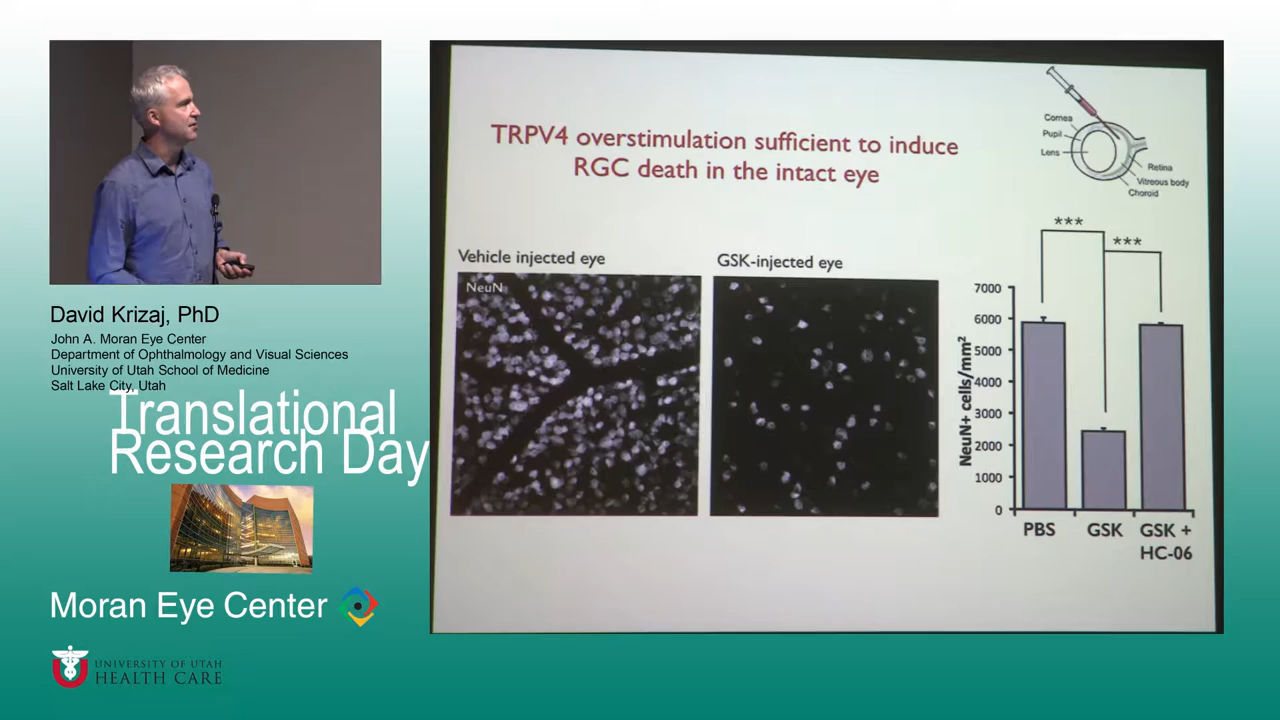 David Krizaj, PhD
John A. Moran Eye Center
Department of Ophthalmology and Visual Sciences
University of Utah School of Medicine
Salt Lake City, Utah
Translational
Research Day
Moran Eye Center
UNIVERSITY OF UTAH
HEALTH CARE
TRPV4 overstimulation sufficient to induce
RGC death in the intact eye
Cornea
Pupil
Lens
Retina
Vitreous body
Choroid
Vehicle injected eye
NeuN
GSK-injected eye
***
***
NeuN+ cells/mm²
7000
6000
5000
4000
3000
2000
1000
0
PBS
GSK
GSK +
HC-06